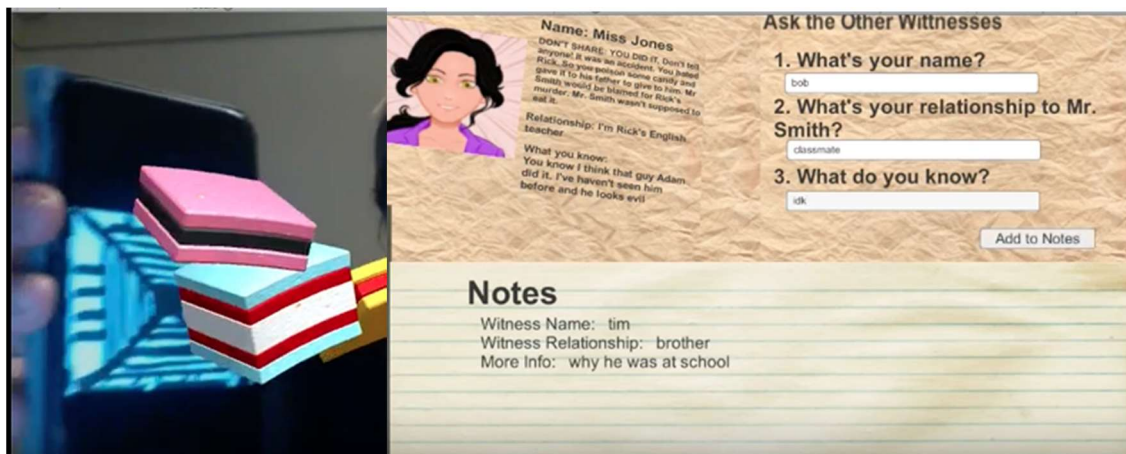 Name: Miss Jones
DON'T SHARE: YOU DID IT. Don't tell
anyone! It was an accident. You hated
Rick. So you poison some candy and
gave it to his father to give to him. Mr
Smith would be blamed for Rick's
murder. Mr. Smith wasn't supposed to
eat it.
Relationship: I'm Rick's English
teacher
What you know:
You know I think that guy Adam
did it. I've haven't seen him
before and he looks evil
Ask the Other Wittnesses
1. What's your name?
bob
2. What's your relationship to Mr.
Smith?
classmate
3. What do you know?
idk
Add to Notes
Notes
Witness Name: tim
Witness Relationship: brother
More Info: why he was at school